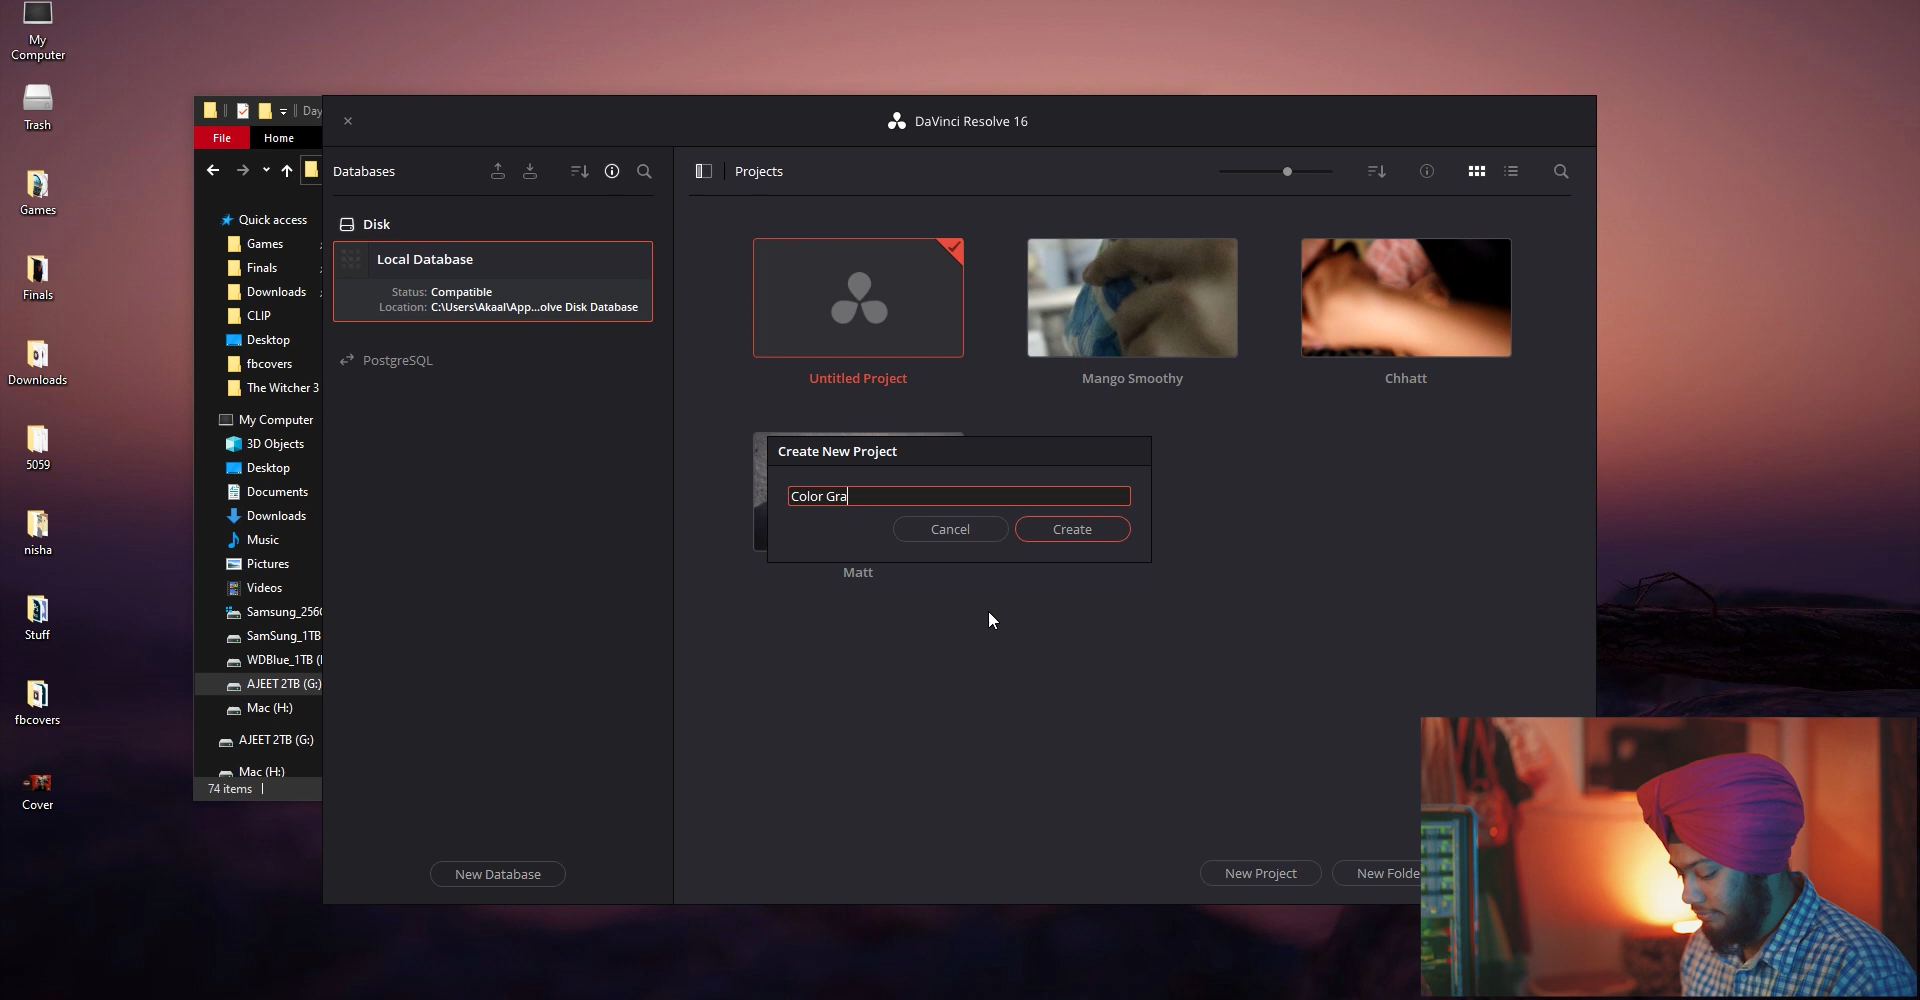 My
Computer
Trash
Games
Finals
Downloads
5059
nisha
Stuff
fbcovers
Cover
Day
File
Home
Quick access
Games
Finals
Downloads
CLIP
Desktop
fbcovers
The Witcher 3
My Computer
3D Objects
Desktop
Documents
Downloads
Music
Pictures
Videos
Samsung_256G
SamSung_1TB
WDBlue_1TB (
AJEET 2TB (G:)
Mac (H:)
AJEET 2TB (G:)
Mac (H:)
74 items
DaVinci Resolve 16
Databases
Disk
Local Database
Status: Compatible
Location: C:\Users\Akaal\App...olve Disk Database
PostgreSQL
New Database
Projects
Untitled Project
Mango Smoothy
Chhatt
Matt
Create New Project
Color Gra
Cancel
Create
New Project
New Folde